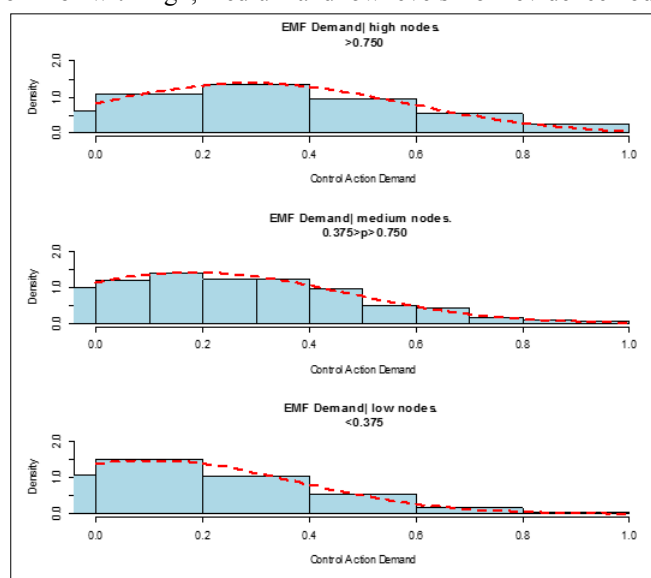 EMF Demand| high nodes.
>0.750
Density
0.0 1.0 2.0
0.0 0.2 0.4 0.6 0.8 1.0
Control Action Demand
EMF Demand| medium nodes.
0.375>p>0.750
Density
0.0 1.0 2.0
0.0 0.2 0.4 0.6 0.8 1.0
Control Action Demand
EMF Demand| low nodes.
<0.375
Density
0.0 1.0 2.0
0.0 0.2 0.4 0.6 0.8 1.0
Control Action Demand